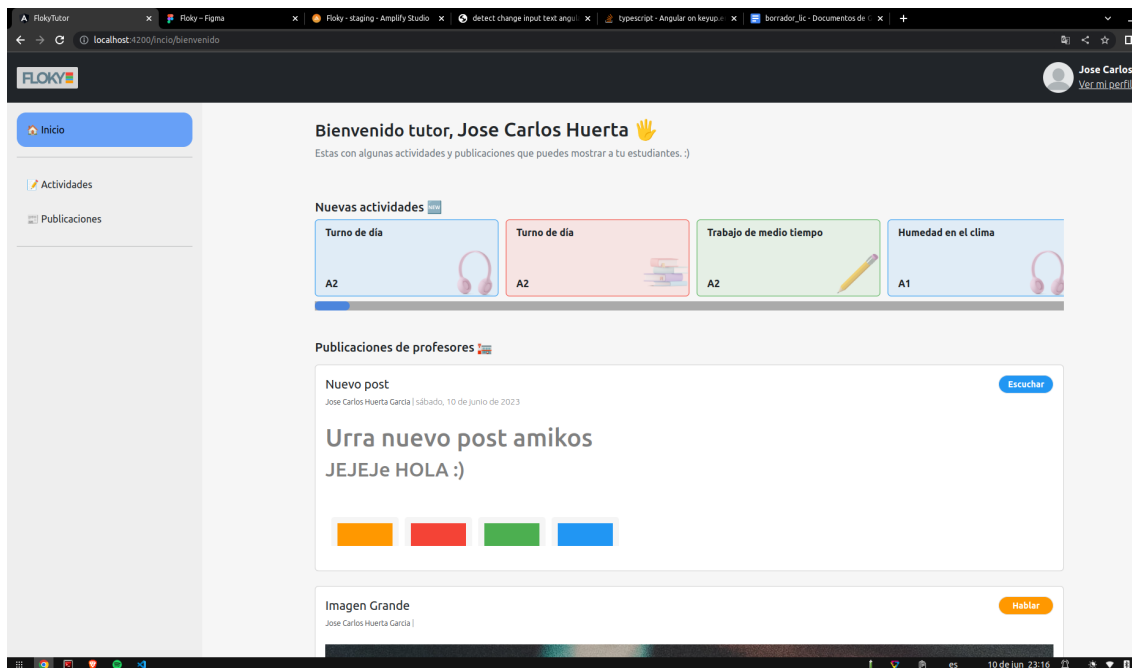 FlokyTutor
Floky – Figma
Floky - staging - Amplify Studio
detect change input text angul
typescript - Angular on keyup.e
borrador_lic - Documentos de G
localhost:4200/incio/bienvenido
FLOKY
Jose Carlos
Ver mi perfil
Inicio
Actividades
Publicaciones
Bienvenido tutor, Jose Carlos Huerta
Estas con algunas actividades y publicaciones que puedes mostrar a tu estudiantes. :)
Nuevas actividades NEW
Turno de día
A2
Turno de día
A2
Trabajo de medio tiempo
A2
Humedad en el clima
A1
Publicaciones de profesores
Nuevo post
Escuchar
Jose Carlos Huerta Garcia | sábado, 10 de junio de 2023
Urra nuevo post amikos
JEJEJe HOLA :)
Imagen Grande
Hablar
Jose Carlos Huerta Garcia |
es
10 de jun 23:16